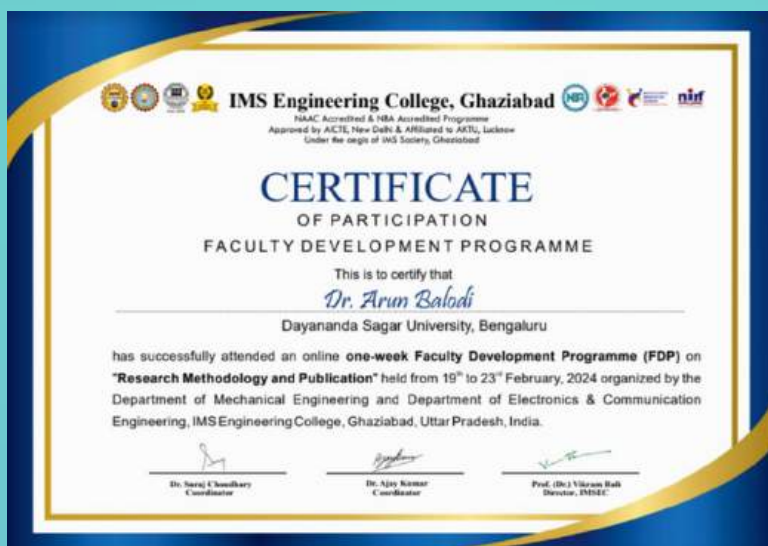 IMS Engineering College, Ghaziabad
NAAC Accredited & NBA Accredited Programme
Approved by AICTE, New Delhi & Affiliated to AKTU, Lucknow
Under the aegis of IMS Society, Ghaziabad
NBA
nirf
CERTIFICATE
OF PARTICIPATION
FACULTY DEVELOPMENT PROGRAMME
This is to certify that
Dr. Arun Balodi
Dayananda Sagar University, Bengaluru
has successfully attended an online one-week Faculty Development Programme (FDP) on
"Research Methodology and Publication" held from 19th to 23rd February, 2024 organized by the
Department of Mechanical Engineering and Department of Electronics & Communication
Engineering, IMS Engineering College, Ghaziabad, Uttar Pradesh, India.
Dr. Suraj Choudhary
Coordinator
Dr. Ajay Kumar
Coordinator
Prof. (Dr.) Vikram Bali
Director, IMSEC